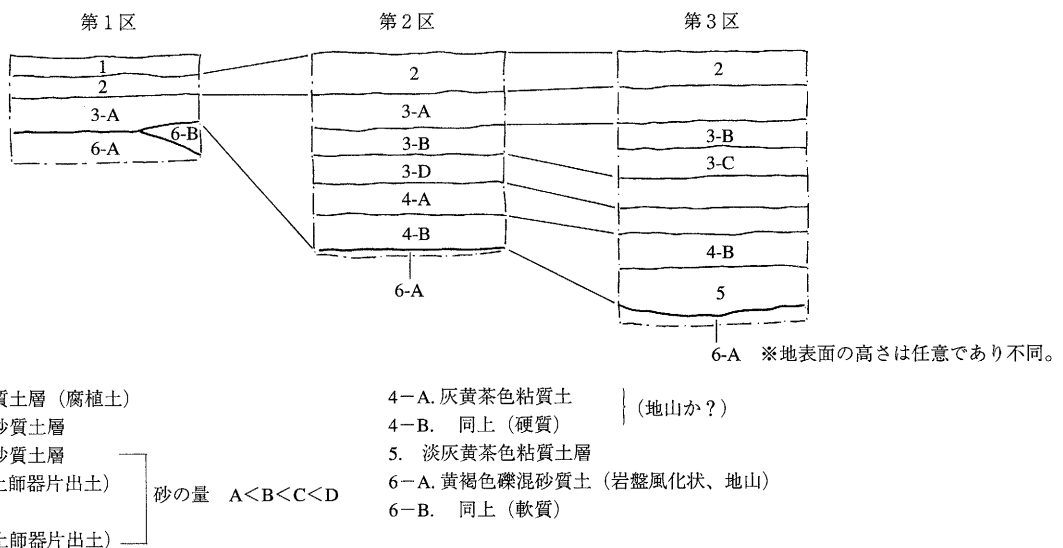 第1区 第2区 第3区
1
2
3-A
6-B
6-A
2
3-A
3-B
3-D
4-A
4-B
6-A
2
3-B
3-C
4-B
5
6-A ※地表面の高さは任意であり不同。
質土層（腐植土）
砂質土層
砂質土層
土師器片出土）
土師器片出土）
砂の量 A＜B＜C＜D
4－A. 灰黄茶色粘質土
4－B. 同上（硬質）
（地山か？）
5. 淡灰黄茶色粘質土層
6－A. 黄褐色礫混砂質土（岩盤風化状、地山）
6－B. 同上（軟質）